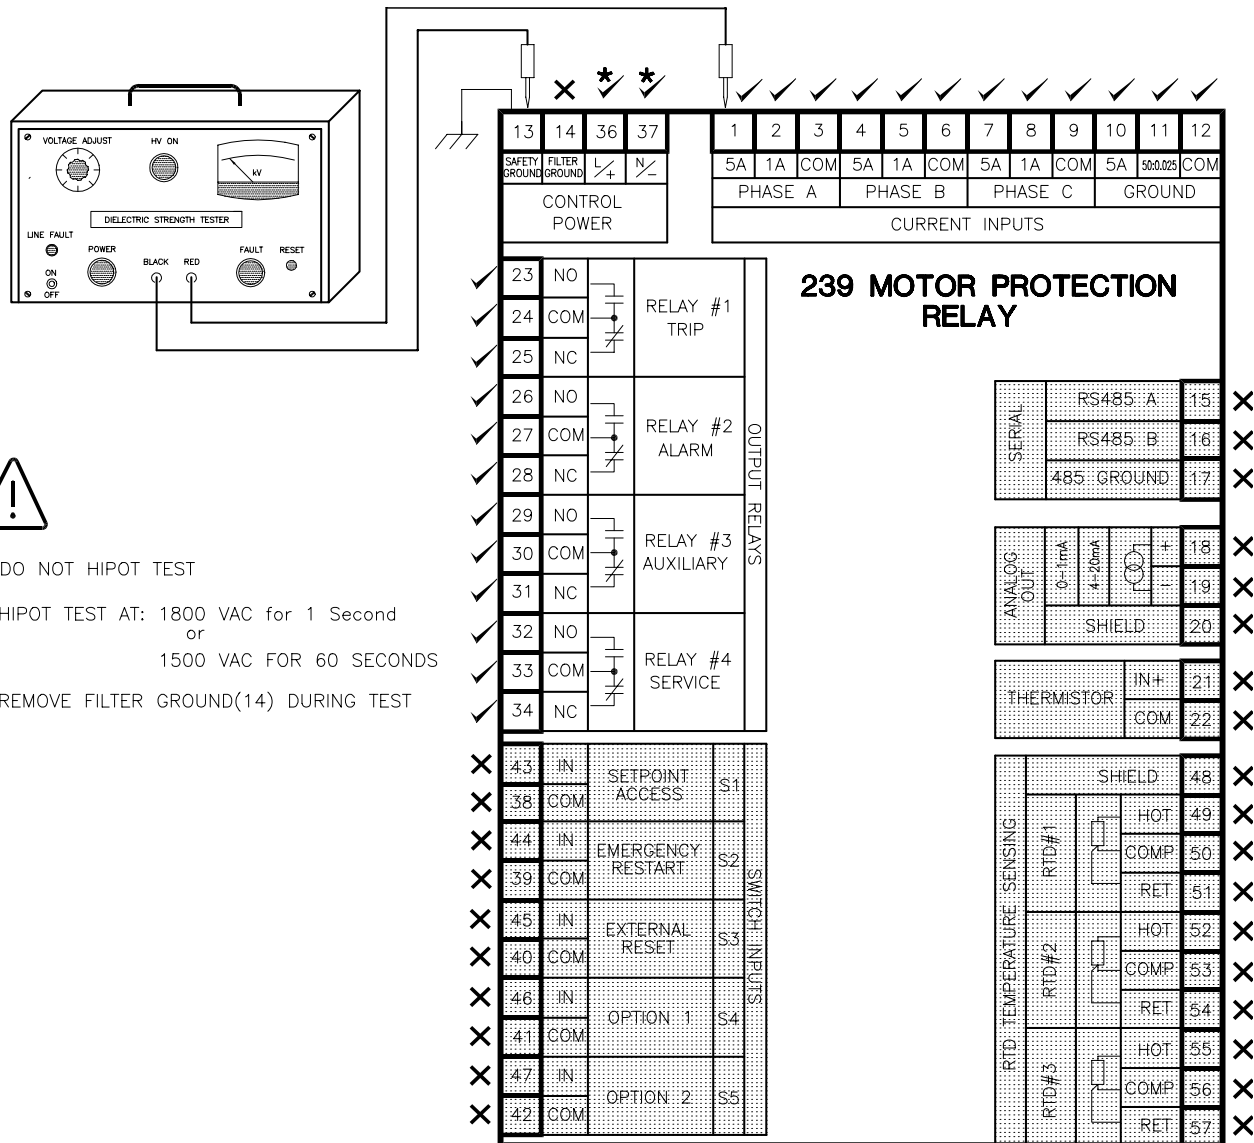 VOLTAGE ADJUST
HV ON
kV
DIELECTRIC STRENGTH TESTER
LINE FAULT
POWER
BLACK
RED
FAULT
RESET
ON
OFF
13 14 36 37
SAFETY GROUND
FILTER GROUND
L/+
N/-
CONTROL
POWER
1 2 3 4 5 6 7 8 9 10 11 12
5A 1A COM 5A 1A COM 5A 1A COM 5A 50:0.025 COM
PHASE A PHASE B PHASE C GROUND
CURRENT INPUTS
239 MOTOR PROTECTION
RELAY
!
DO NOT HIPOT TEST
HIPOT TEST AT: 1800 VAC for 1 Second
or
1500 VAC FOR 60 SECONDS
REMOVE FILTER GROUND(14) DURING TEST
23 NO
24 COM
25 NC
RELAY #1
TRIP
26 NO
27 COM
28 NC
RELAY #2
ALARM
29 NO
30 COM
31 NC
RELAY #3
AUXILIARY
32 NO
33 COM
34 NC
RELAY #4
SERVICE
OUTPUT RELAYS
43 IN
38 COM
SETPOINT
ACCESS
S1
44 IN
39 COM
EMERGENCY
RESTART
S2
45 IN
40 COM
EXTERNAL
RESET
S3
46 IN
41 COM
OPTION 1
S4
47 IN
42 COM
OPTION 2
S5
SWITCH INPUTS
SERIAL
RS485 A 15
RS485 B 16
485 GROUND 17
ANALOG
OUT
0-1mA
4-20mA
+ 18
- 19
SHIELD 20
THERMISTOR
IN+ 21
COM 22
RTD TEMPERATURE SENSING
SHIELD 48
RTD#1
HOT 49
COMP 50
RET 51
RTD#2
HOT 52
COMP 53
RET 54
RTD#3
HOT 55
COMP 56
RET 57